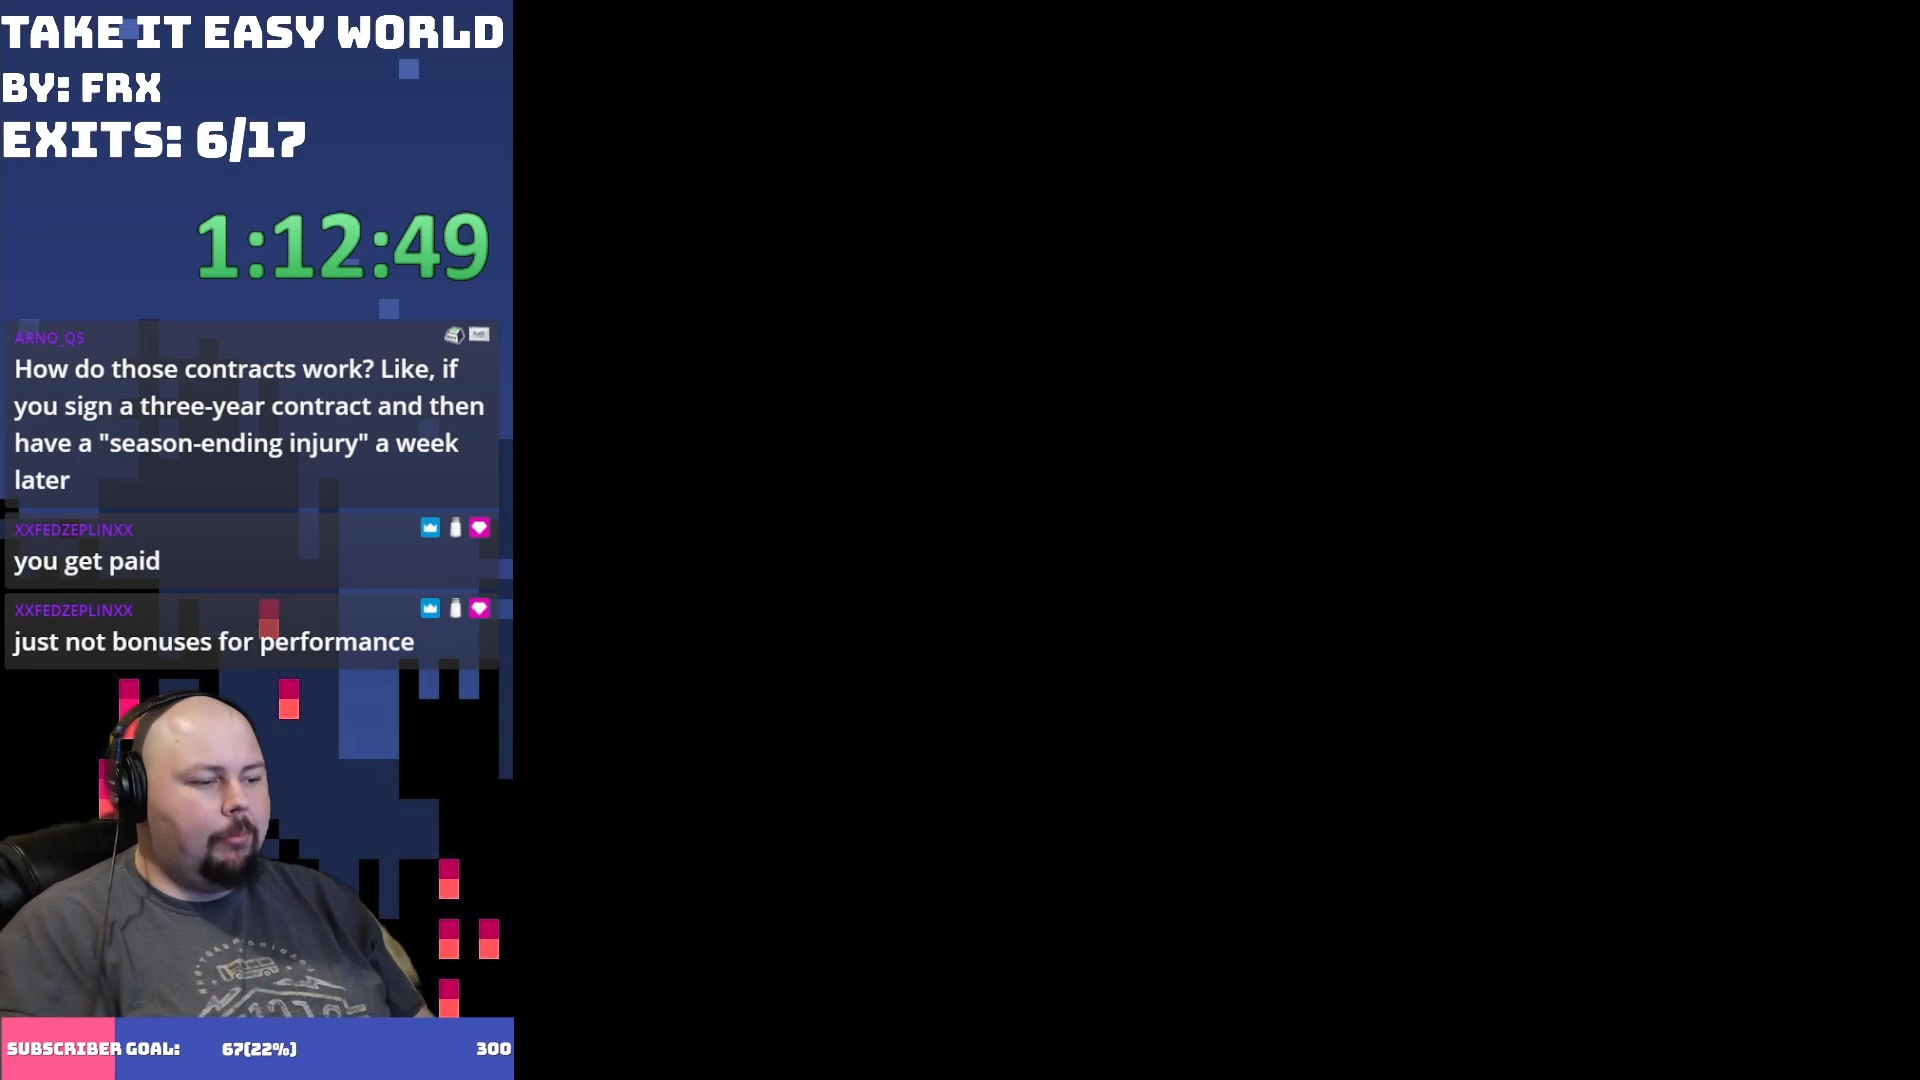 TAKE IT EASY WORLD
BY: FRX
EXITS: 6/17
1:12:49
ARNO_QS
How do those contracts work? Like, if
you sign a three-year contract and then
have a "season-ending injury" a week
later
XXFEDZEPLINXX
you get paid
XXFEDZEPLINXX
just not bonuses for performance
SUBSCRIBER GOAL: 67(22%) 300